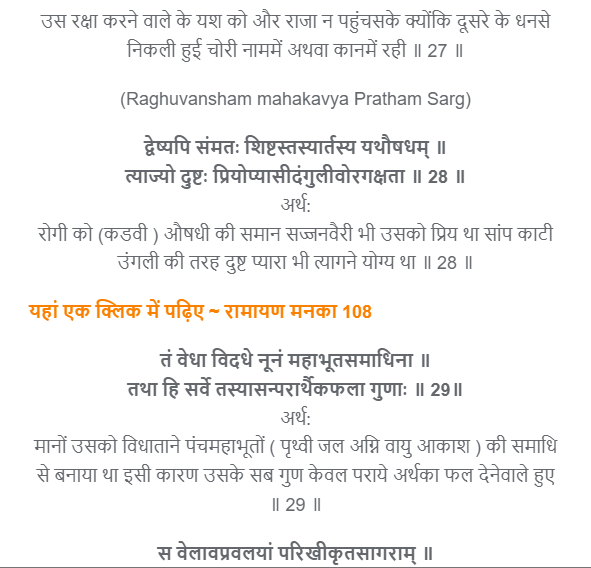 उस रक्षा करने वाले के यश को और राजा न पहुंचसके क्योंकि दूसरे के धनसे
निकली हुई चोरी नाममें अथवा कानमें रही ॥ 27 ॥
(Raghuvansham mahakavya Pratham Sarg)
द्वेष्यपि संमतः शिष्टस्तस्यार्तस्य यथौषधम् ॥
त्याज्यो दुष्टः प्रियोप्यासीदंगुलीवोरगक्षता ॥ 28 ॥
अर्थ:
रोगी को (कडवी ) औषधी की समान सज्जनवैरी भी उसको प्रिय था सांप काटी
उंगली की तरह दुष्ट प्यारा भी त्यागने योग्य था ॥ 28 ॥
यहां एक क्लिक में पढ़िए ~ रामायण मनका 108
तं वेधा विदधे नूनं महाभूतसमाधिना ॥
तथा हि सर्वे तस्यासन्परार्थैकफला गुणाः ॥ 29॥
अर्थ:
मानों उसको विधाताने पंचमहाभूतों ( पृथ्वी जल अग्नि वायु आकाश ) की समाधि
से बनाया था इसी कारण उसके सब गुण केवल पराये अर्थका फल देनेवाले हुए
॥ 29 ॥
स वेलावप्रवलयां परिखीकृतसागराम् ॥